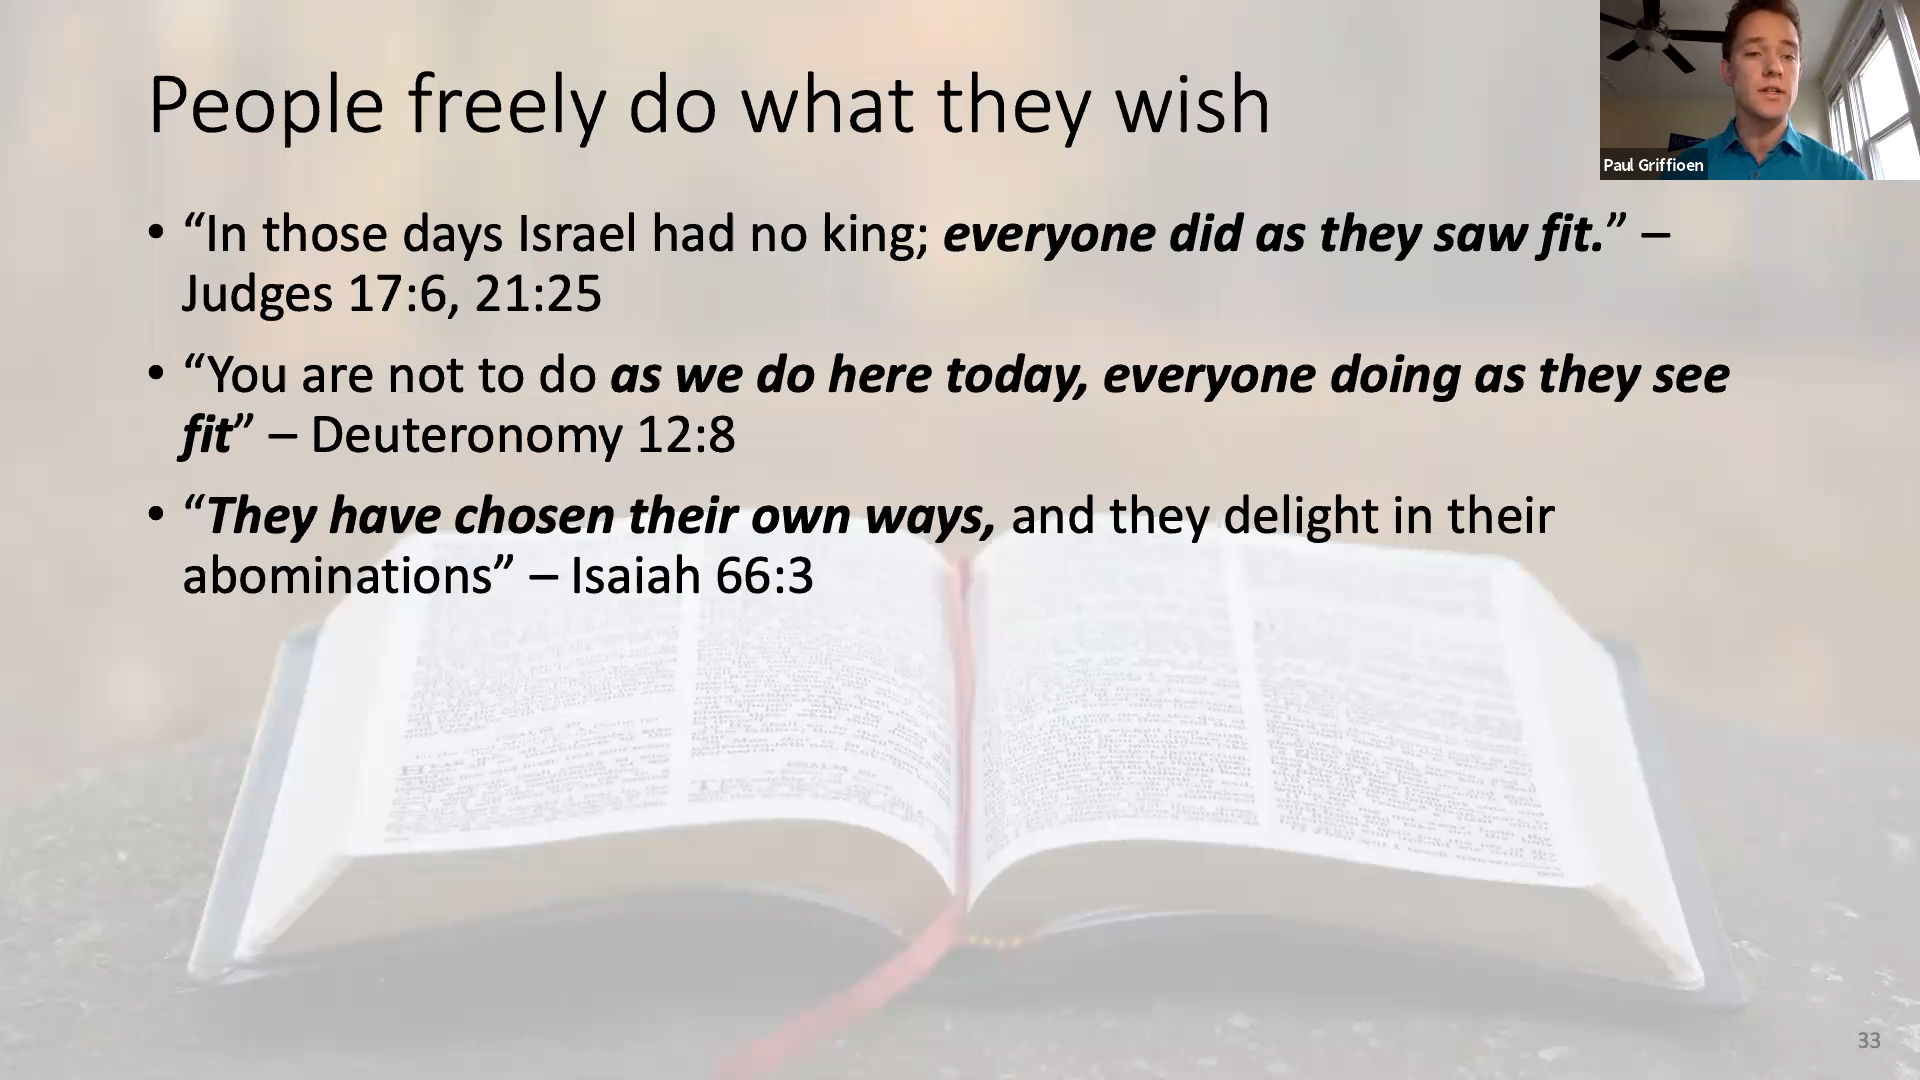 People freely do what they wish
Paul Griffioen
• “In those days Israel had no king; everyone did as they saw fit.” –
Judges 17:6, 21:25
• “You are not to do as we do here today, everyone doing as they see
fit” – Deuteronomy 12:8
• “They have chosen their own ways, and they delight in their
abominations” – Isaiah 66:3
33